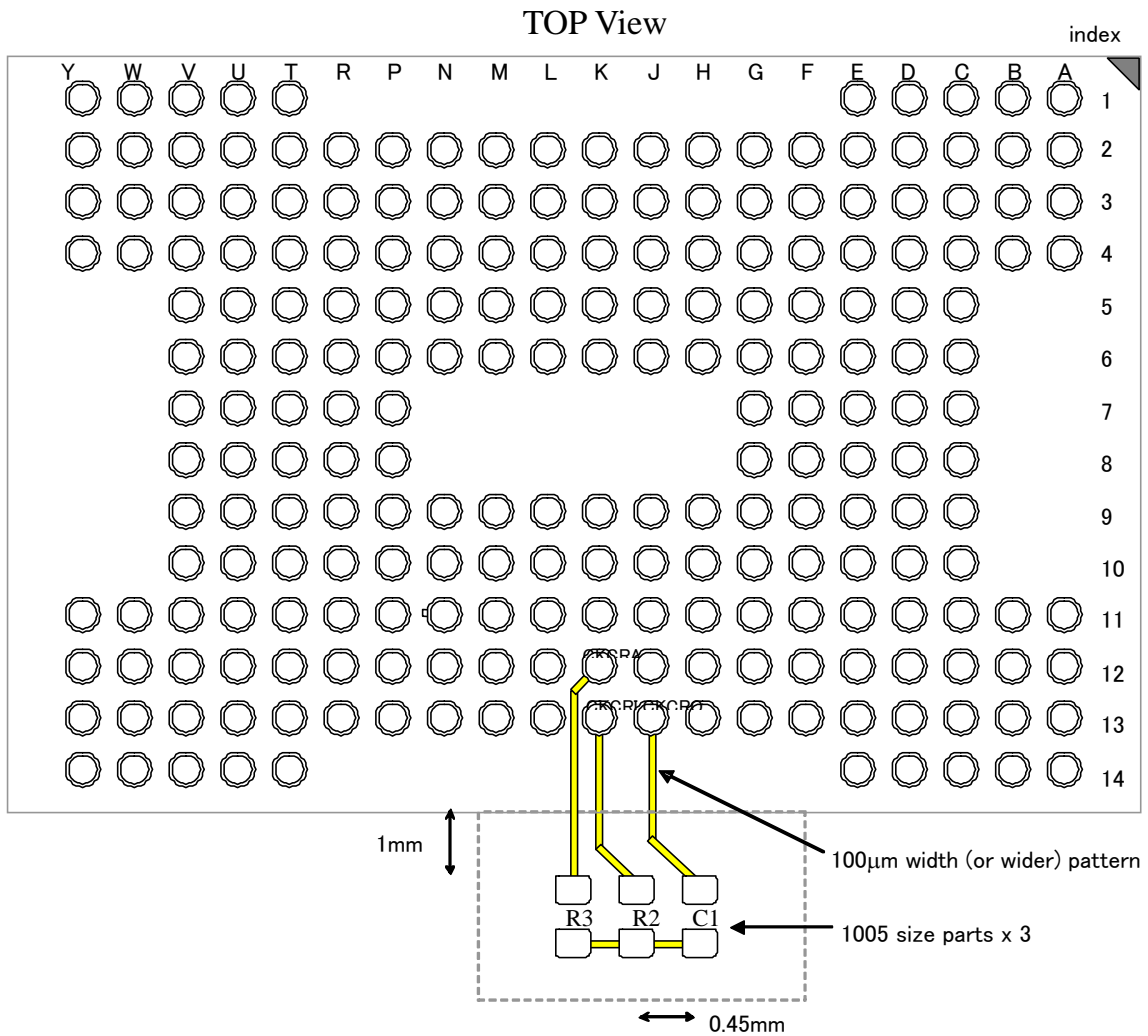 TOP View
index
Y W V U T R P N M L K J H G F E D C B A
1
2
3
4
5
6
7
8
9
10
11
12
13
14
1mm
100μm width (or wider) pattern
R3 R2 C1
1005 size parts x 3
0.45mm